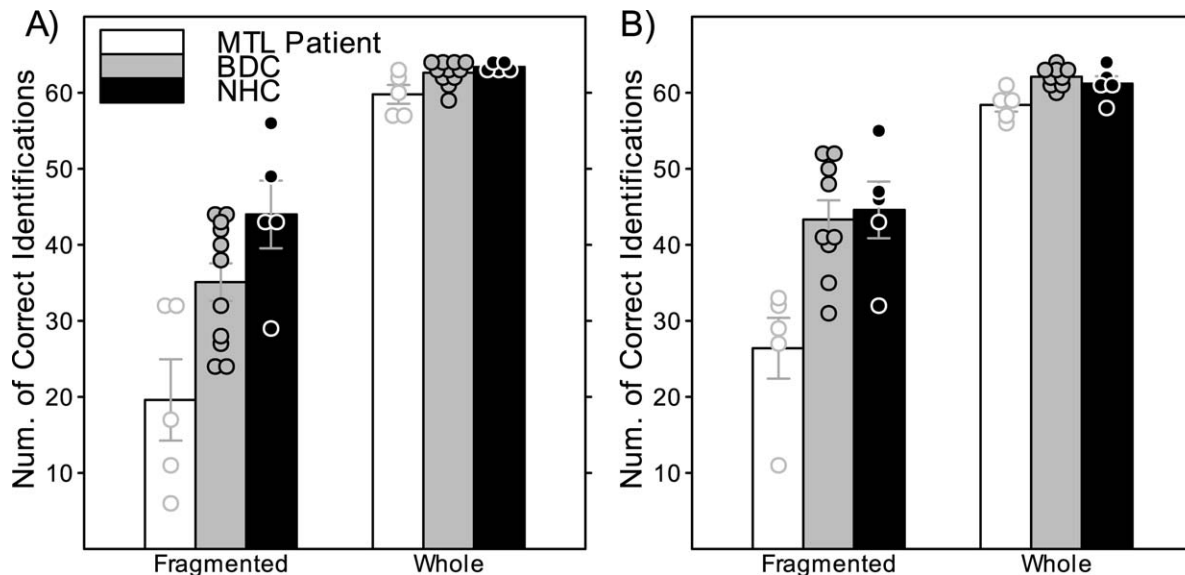 A)
MTL Patient
BDC
NHC
Num. of Correct Identifications
60
50
40
30
20
10
Fragmented
Whole
B)
Num. of Correct Identifications
60
50
40
30
20
10
Fragmented
Whole